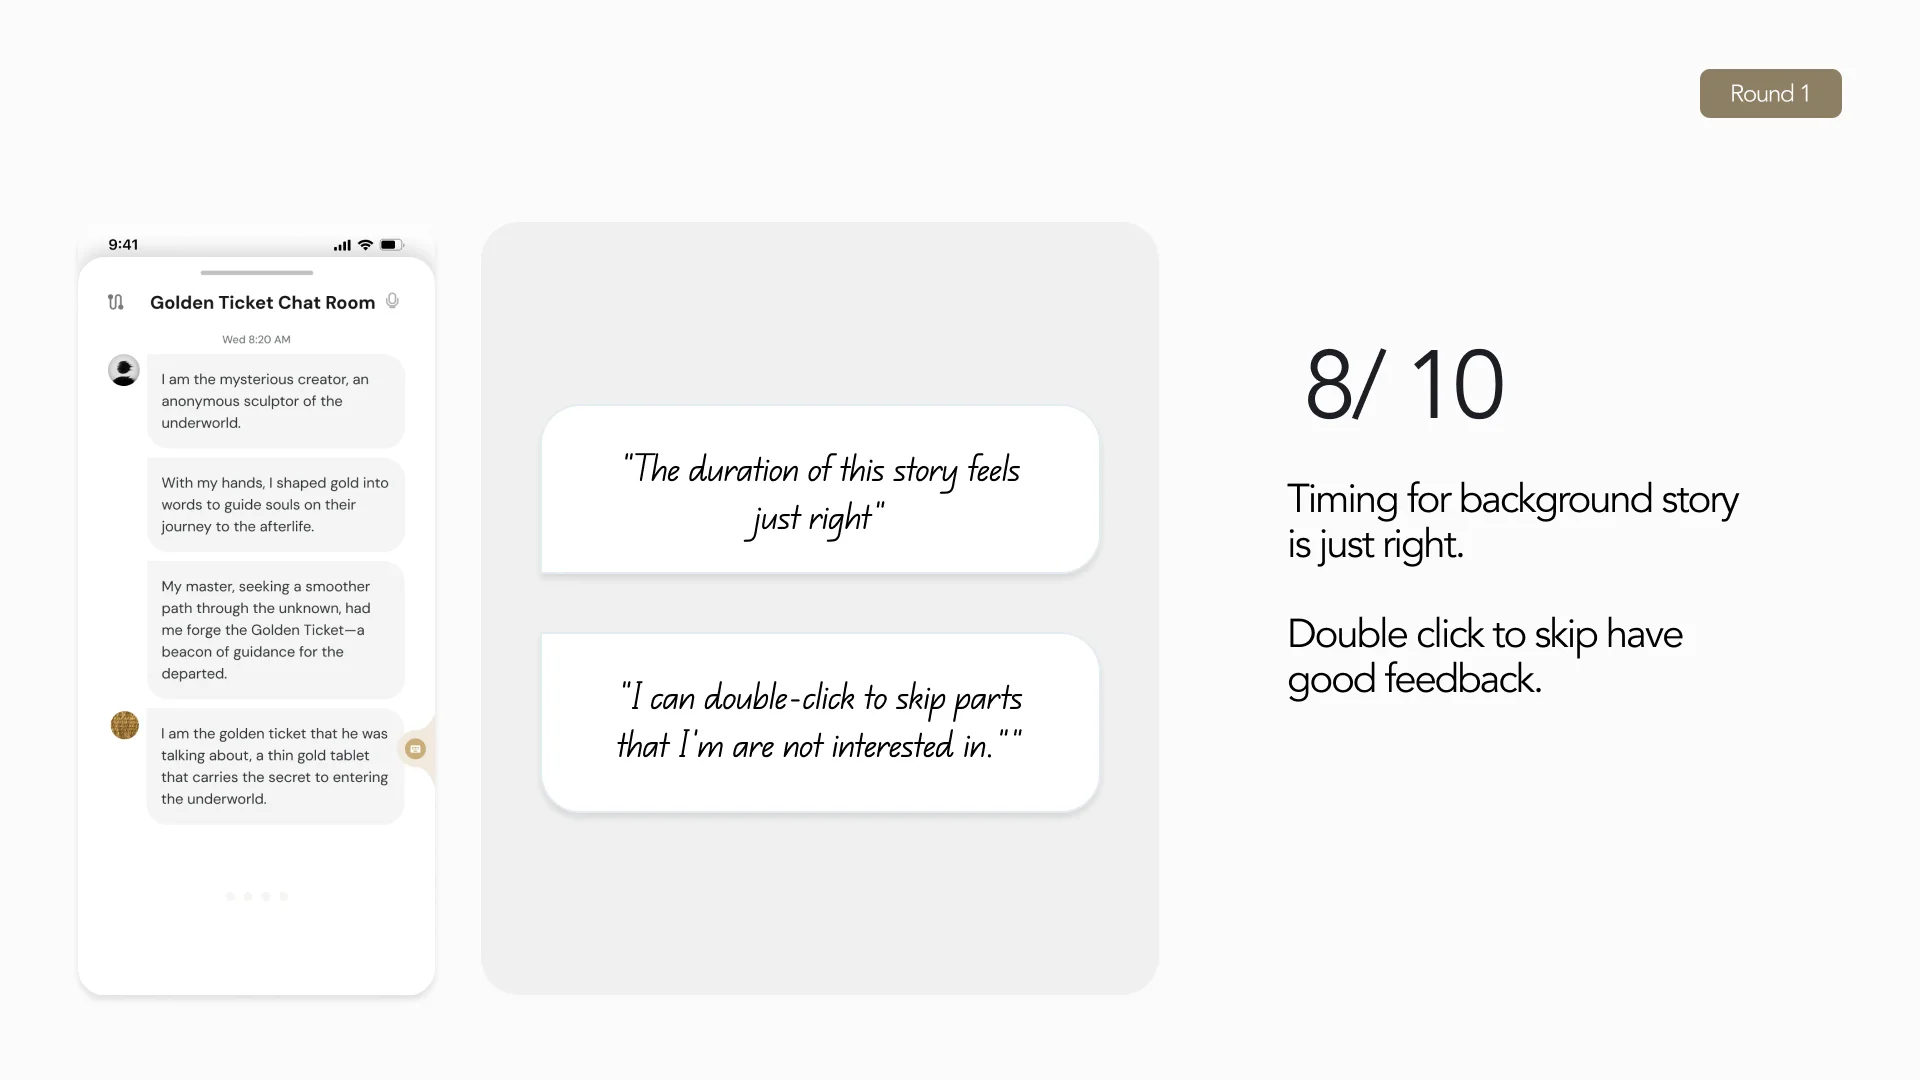 Round 1
9:41
Golden Ticket Chat Room
Wed 8:20 AM
I am the mysterious creator, an
anonymous sculptor of the
underworld.
With my hands, I shaped gold into
words to guide souls on their
journey to the afterlife.
My master, seeking a smoother
path through the unknown, had
me forge the Golden Ticket—a
beacon of guidance for the
departed.
I am the golden ticket that he was
talking about, a thin gold tablet
that carries the secret to entering
the underworld.
"The duration of this story feels
just right"
"I can double-click to skip parts
that I'm are not interested in.""
8/ 10
Timing for background story
is just right.
Double click to skip have
good feedback.